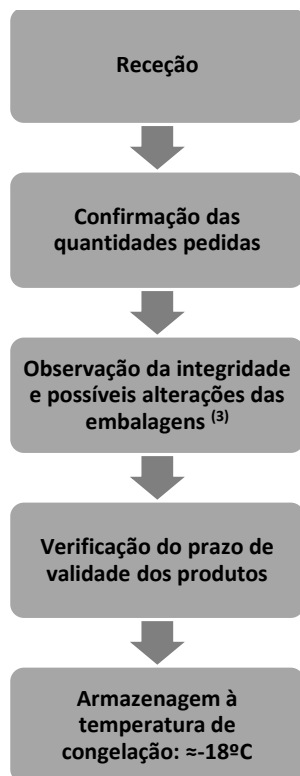 Receção
Confirmação das
quantidades pedidas
Observação da integridade
e possíveis alterações das
embalagens (3)
Verificação do prazo de
validade dos produtos
Armazenagem à
temperatura de
congelação: ≈-18ºC